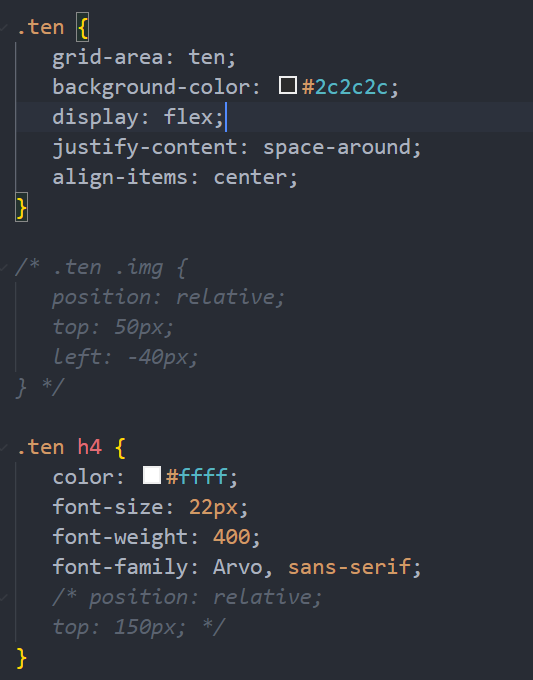 .ten {
grid-area: ten;
background-color: #2c2c2c;
display: flex;
justify-content: space-around;
align-items: center;
}
/* .ten .img {
position: relative;
top: 50px;
left: -40px;
} */
.ten h4 {
color: #ffff;
font-size: 22px;
font-weight: 400;
font-family: Arvo, sans-serif;
/* position: relative;
top: 150px; */
}